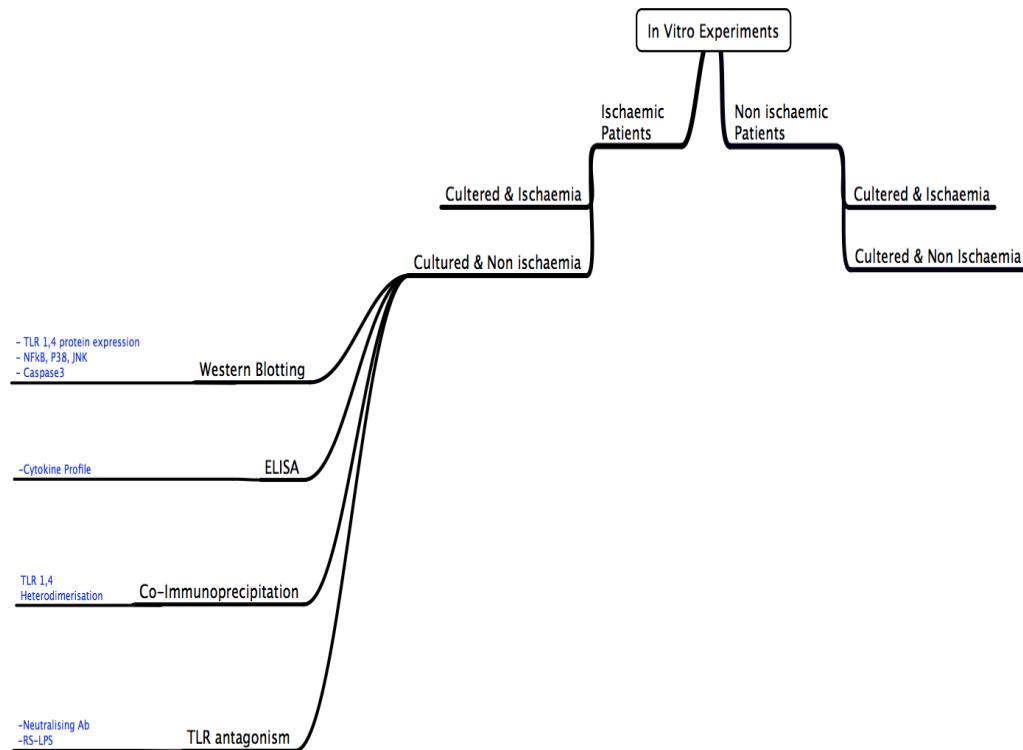 In Vitro Experiments
Ischaemic
Patients
Non ischaemic
Patients
Cultered & Ischaemia
Cultered & Ischaemia
Cultured & Non ischaemia
Cultered & Non Ischaemia
- TLR 1,4 protein expression
- NFkB, P38, JNK
- Caspase3
Western Blotting
-Cytokine Profile
ELISA
TLR 1,4
Heterodimerisation
Co-Immunoprecipitation
-Neutralising Ab
-RS-LPS
TLR antagonism